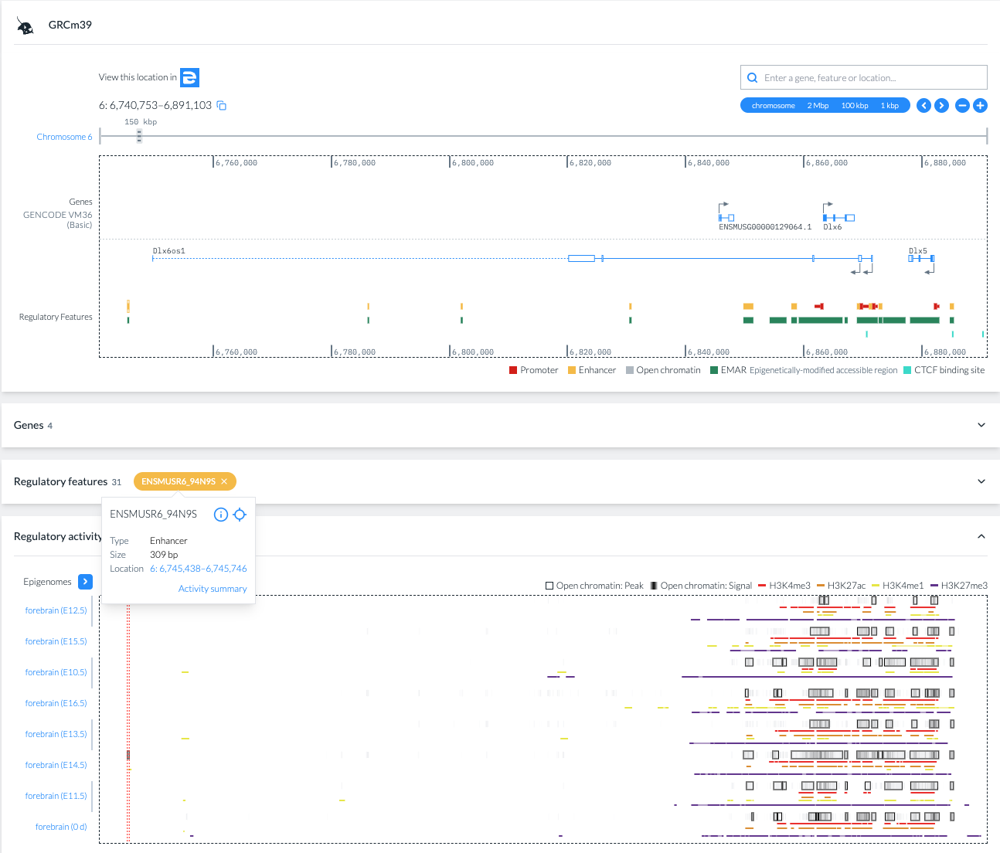 GRCm39
View this location in
Enter a gene, feature or location...
6: 6,740,753–6,891,103
chromosome 2 Mbp 100 kbp 1 kbp
150 kbp
Chromosome 6
6,760,000 6,780,000 6,800,000 6,820,000 6,840,000 6,860,000 6,880,000
Genes
GENCODE VM36
(Basic)
ENSMUSG00000129064.1 Dlx6
Dlx6os1 Dlx5
Regulatory Features
6,760,000 6,780,000 6,800,000 6,820,000 6,840,000 6,860,000 6,880,000
Promoter Enhancer Open chromatin EMAR Epigenetically-modified accessible region CTCF binding site
Genes 4
Regulatory features 31 ENSMUSR6_94N9S ×
ENSMUSR6_94N9S
Regulatory activity
Type Enhancer
Size 309 bp
Location 6: 6,745,438–6,745,746
Activity summary
Epigenomes
Open chromatin: Peak Open chromatin: Signal H3K4me3 H3K27ac H3K4me1 H3K27me3
forebrain (E12.5)
forebrain (E15.5)
forebrain (E10.5)
forebrain (E16.5)
forebrain (E13.5)
forebrain (E14.5)
forebrain (E11.5)
forebrain (0 d)